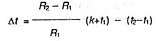 Δt = R₂ − R₁ / R₁ (k+t₁) − (t₂−t₁)